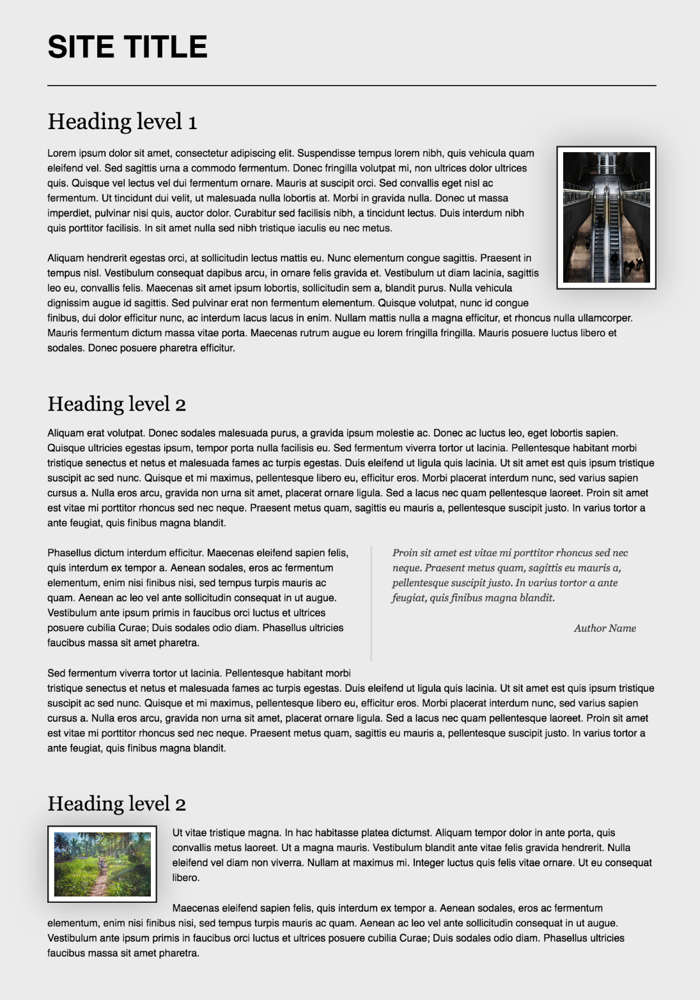 SITE TITLE
Heading level 1
Lorem ipsum dolor sit amet, consectetur adipiscing elit. Suspendisse tempus lorem nibh, quis vehicula quam
eleifend vel. Sed sagittis urna a commodo fermentum. Donec fringilla volutpat mi, non ultrices dolor ultrices
quis. Quisque vel lectus vel dui fermentum ornare. Mauris at suscipit orci. Sed convallis eget nisl ac
fermentum. Ut tincidunt dui velit, ut malesuada nulla lobortis at. Morbi in gravida nulla. Donec ut massa
imperdiet, pulvinar nisi quis, auctor dolor. Curabitur sed facilisis nibh, a tincidunt lectus. Duis interdum nibh
quis porttitor facilisis. In sit amet nulla sed nibh tristique iaculis eu nec metus.
Aliquam hendrerit egestas orci, at sollicitudin lectus mattis eu. Nunc elementum congue sagittis. Praesent in
tempus nisl. Vestibulum consequat dapibus arcu, in ornare felis gravida et. Vestibulum ut diam lacinia, sagittis
leo eu, convallis felis. Maecenas sit amet ipsum lobortis, sollicitudin sem a, blandit purus. Nulla vehicula
dignissim augue id sagittis. Sed pulvinar erat non fermentum elementum. Quisque volutpat, nunc id congue
finibus, dui dolor efficitur nunc, ac interdum lacus lacus in enim. Nullam mattis nulla a magna efficitur, et rhoncus nulla ullamcorper.
Mauris fermentum dictum massa vitae porta. Maecenas rutrum augue eu lorem fringilla fringilla. Mauris posuere luctus libero et
sodales. Donec posuere pharetra efficitur.
Heading level 2
Aliquam erat volutpat. Donec sodales malesuada purus, a gravida ipsum molestie ac. Donec ac luctus leo, eget lobortis sapien.
Quisque ultricies egestas ipsum, tempor porta nulla facilisis eu. Sed fermentum viverra tortor ut lacinia. Pellentesque habitant morbi
tristique senectus et netus et malesuada fames ac turpis egestas. Duis eleifend ut ligula quis lacinia. Ut sit amet est quis ipsum tristique
suscipit ac sed nunc. Quisque et mi maximus, pellentesque libero eu, efficitur eros. Morbi placerat interdum nunc, sed varius sapien
cursus a. Nulla eros arcu, gravida non urna sit amet, placerat ornare ligula. Sed a lacus nec quam pellentesque laoreet. Proin sit amet
est vitae mi porttitor rhoncus sed nec neque. Praesent metus quam, sagittis eu mauris a, pellentesque suscipit justo. In varius tortor a
ante feugiat, quis finibus magna blandit.
Phasellus dictum interdum efficitur. Maecenas eleifend sapien felis,
quis interdum ex tempor a. Aenean sodales, eros ac fermentum
elementum, enim nisi finibus nisi, sed tempus turpis mauris ac
quam. Aenean ac leo vel ante sollicitudin consequat in ut augue.
Vestibulum ante ipsum primis in faucibus orci luctus et ultrices
posuere cubilia Curae; Duis sodales odio diam. Phasellus ultricies
faucibus massa sit amet pharetra.
Proin sit amet est vitae mi porttitor rhoncus sed nec
neque. Praesent metus quam, sagittis eu mauris a,
pellentesque suscipit justo. In varius tortor a ante
feugiat, quis finibus magna blandit.
Author Name
Sed fermentum viverra tortor ut lacinia. Pellentesque habitant morbi
tristique senectus et netus et malesuada fames ac turpis egestas. Duis eleifend ut ligula quis lacinia. Ut sit amet est quis ipsum tristique
suscipit ac sed nunc. Quisque et mi maximus, pellentesque libero eu, efficitur eros. Morbi placerat interdum nunc, sed varius sapien
cursus a. Nulla eros arcu, gravida non urna sit amet, placerat ornare ligula. Sed a lacus nec quam pellentesque laoreet. Proin sit amet
est vitae mi porttitor rhoncus sed nec neque. Praesent metus quam, sagittis eu mauris a, pellentesque suscipit justo. In varius tortor a
ante feugiat, quis finibus magna blandit.
Heading level 2
Ut vitae tristique magna. In hac habitasse platea dictumst. Aliquam tempor dolor in ante porta, quis
convallis metus laoreet. Ut a magna mauris. Vestibulum blandit ante vitae felis gravida hendrerit. Nulla
eleifend vel diam non viverra. Nullam at maximus mi. Integer luctus quis felis vitae ornare. Ut eu consequat
libero.
Maecenas eleifend sapien felis, quis interdum ex tempor a. Aenean sodales, eros ac fermentum
elementum, enim nisi finibus nisi, sed tempus turpis mauris ac quam. Aenean ac leo vel ante sollicitudin consequat in ut augue.
Vestibulum ante ipsum primis in faucibus orci luctus et ultrices posuere cubilia Curae; Duis sodales odio diam. Phasellus ultricies
faucibus massa sit amet pharetra.